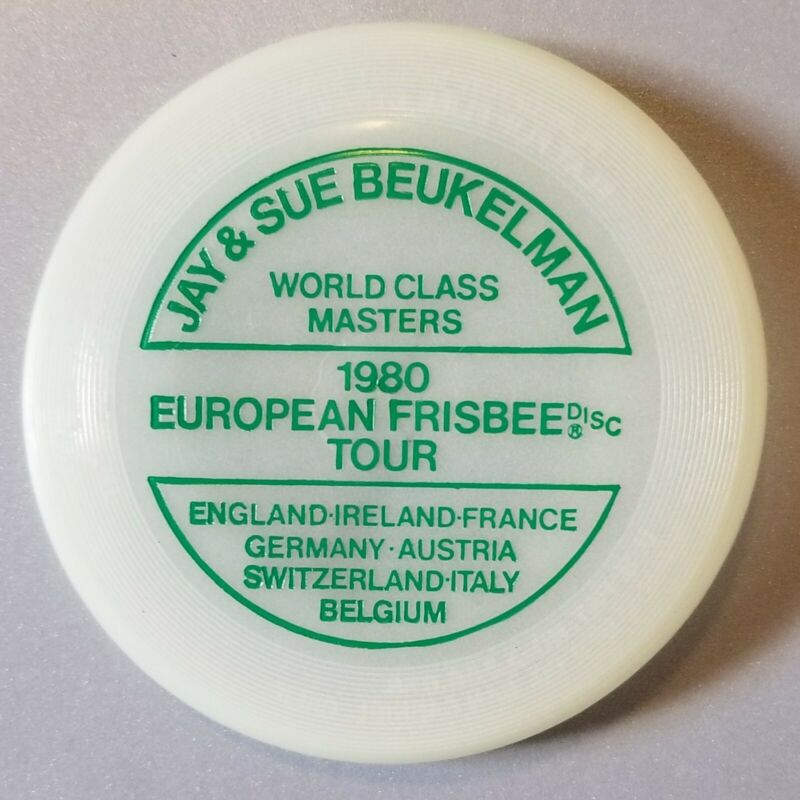 JAY & SUE BEUKELMAN
WORLD CLASS
MASTERS
1980
EUROPEAN FRISBEE® DISC
TOUR
ENGLAND·IRELAND·FRANCE
GERMANY·AUSTRIA
SWITZERLAND·ITALY
BELGIUM